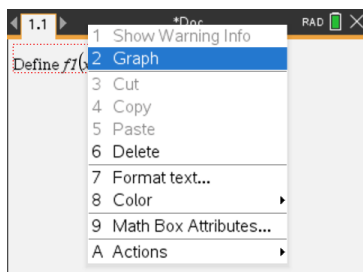 1.1 *Doc RAD
Define f1(x
1 Show Warning Info
2 Graph
3 Cut
4 Copy
5 Paste
6 Delete
7 Format text...
8 Color
9 Math Box Attributes...
A Actions